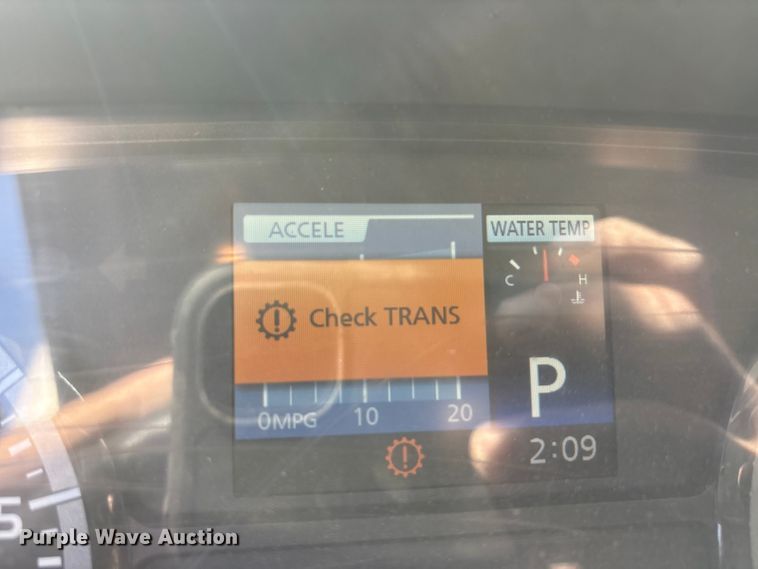 ACCELE
WATER TEMP
C H
Check TRANS
P
0MPG 10 20
2:09
5
Purple Wave Auction